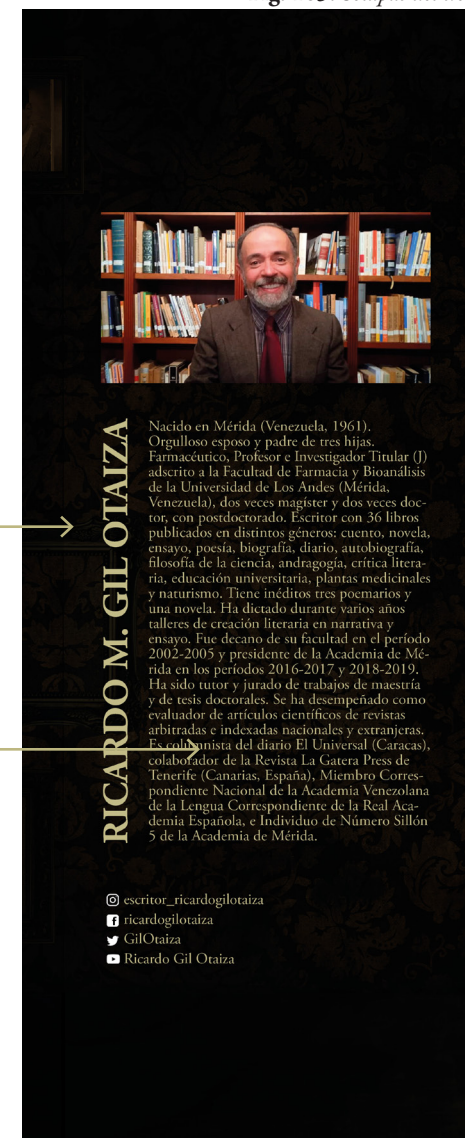 RICARDO M. GIL OTAIZA
Nacido en Mérida (Venezuela, 1961).
Orgulloso esposo y padre de tres hijas.
Farmacéutico, Profesor e Investigador Titular (J)
adscrito a la Facultad de Farmacia y Bioanálisis
de la Universidad de Los Andes (Mérida,
Venezuela), dos veces magíster y dos veces doc-
tor, con postdoctorado. Escritor con 36 libros
publicados en distintos géneros: cuento, novela,
ensayo, poesía, biografía, diario, autobiografía,
filosofía de la ciencia, andragogía, crítica litera-
ria, educación universitaria, plantas medicinales
y naturismo. Tiene inéditos tres poemarios y
una novela. Ha dictado durante varios años
talleres de creación literaria en narrativa y
ensayo. Fue decano de su facultad en el período
2002-2005 y presidente de la Academia de Mé-
rida en los períodos 2016-2017 y 2018-2019.
Ha sido tutor y jurado de trabajos de maestría
y de tesis doctorales. Se ha desempeñado como
evaluador de artículos científicos de revistas
arbitradas e indexadas nacionales y extranjeras.
Es columnista del diario El Universal (Caracas),
colaborador de la Revista La Gatera Press de
Tenerife (Canarias, España), Miembro Corres-
pondiente Nacional de la Academia Venezolana
de la Lengua Correspondiente de la Real Aca-
demia Española, e Individuo de Número Sillón
5 de la Academia de Mérida.
escritor_ricardogilotaiza
ricardogilotaiza
GilOtaiza
Ricardo Gil Otaiza